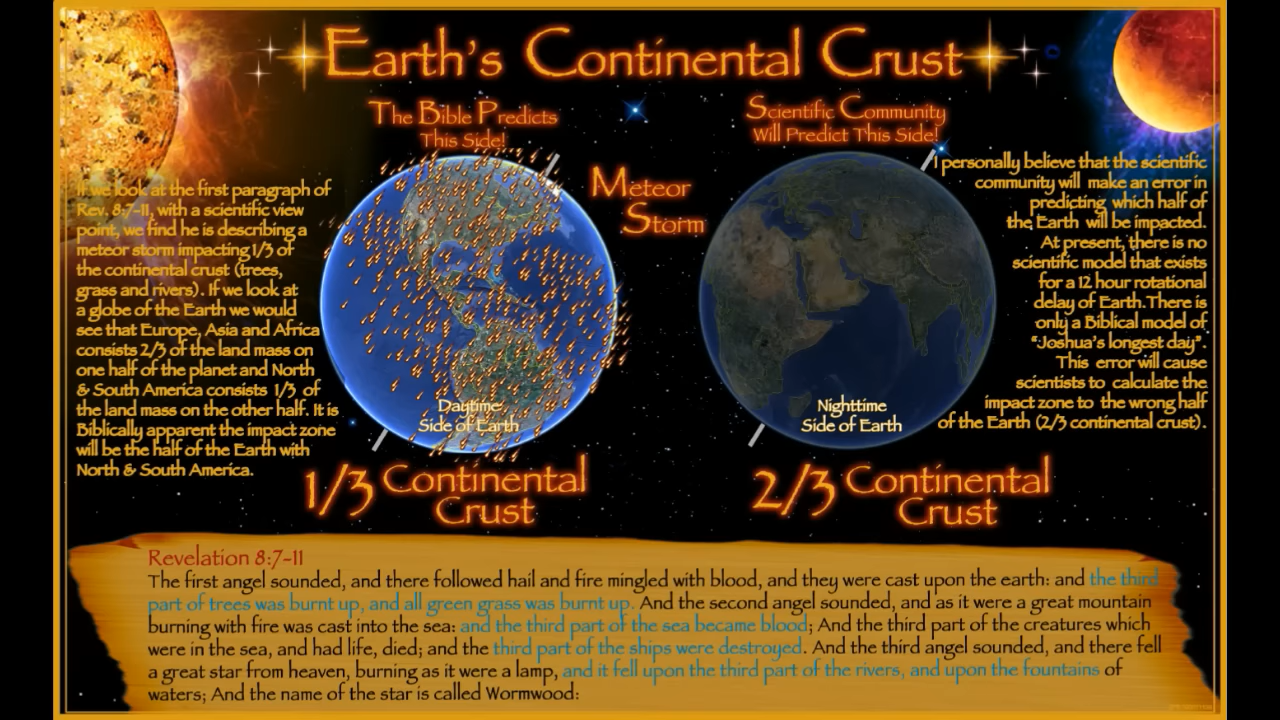 Earth's Continental Crust
The Bible Predicts
This Side!
Scientific Community
Will Predict This Side!
Meteor
Storm
If we look at the first paragraph of
Rev. 8:7-11, with a scientific view
point, we find he is describing a
meteor storm impacting 1/3 of
the continental crust (trees,
grass and rivers). If we look at
a globe of the Earth we would
see that Europe, Asia and Africa
consists 2/3 of the land mass on
one half of the planet and North
& South America consists 1/3 of
the land mass on the other half. It is
Biblically apparent the impact zone
will be the half of the Earth with
North & South America.
I personally believe that the scientific
community will make an error in
predicting which half of
the Earth will be impacted.
At present, there is no
scientific model that exists
for a 12 hour rotational
delay of Earth. There is
only a Biblical model of
"Joshua's longest day".
This error will cause
scientists to calculate the
impact zone to the wrong half
of the Earth (2/3 continental crust).
Daytime
Side of Earth
Nighttime
Side of Earth
1/3 Continental
Crust
2/3 Continental
Crust
Revelation 8:7-11
The first angel sounded, and there followed hail and fire mingled with blood, and they were cast upon the earth: and the third
part of trees was burnt up, and all green grass was burnt up. And the second angel sounded, and as it were a great mountain
burning with fire was cast into the sea: and the third part of the sea became blood; And the third part of the creatures which
were in the sea, and had life, died; and the third part of the ships were destroyed. And the third angel sounded, and there fell
a great star from heaven, burning as it were a lamp, and it fell upon the third part of the rivers, and upon the fountains of
waters; And the name of the star is called Wormwood: